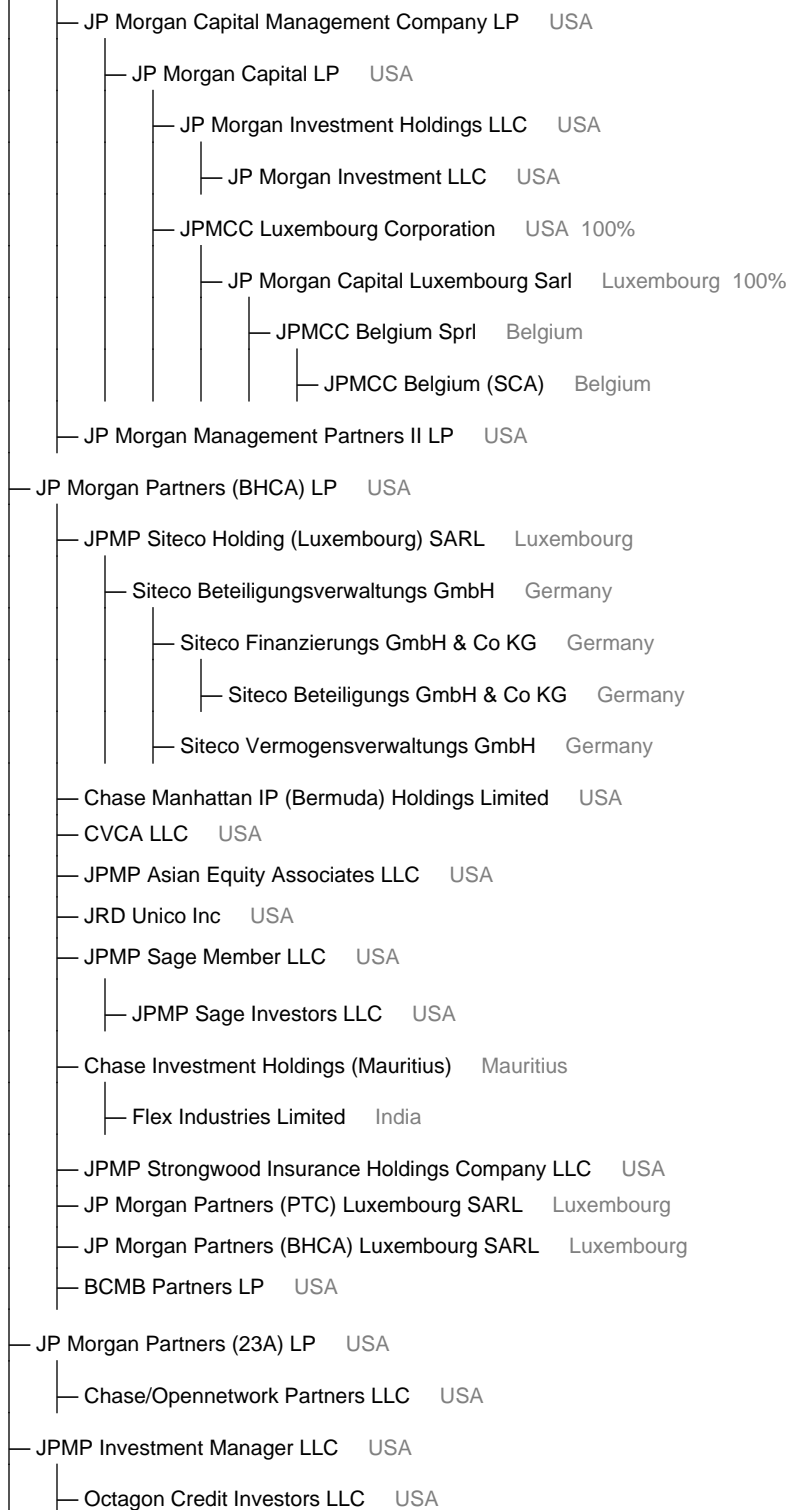 JP Morgan Capital Management Company LP USA
JP Morgan Capital LP USA
JP Morgan Investment Holdings LLC USA
JP Morgan Investment LLC USA
JPMCC Luxembourg Corporation USA 100%
JP Morgan Capital Luxembourg Sarl Luxembourg 100%
JPMCC Belgium Sprl Belgium
JPMCC Belgium (SCA) Belgium
JP Morgan Management Partners II LP USA
JP Morgan Partners (BHCA) LP USA
JPMP Siteco Holding (Luxembourg) SARL Luxembourg
Siteco Beteiligungsverwaltungs GmbH Germany
Siteco Finanzierungs GmbH & Co KG Germany
Siteco Beteiligungs GmbH & Co KG Germany
Siteco Vermogensverwaltungs GmbH Germany
Chase Manhattan IP (Bermuda) Holdings Limited USA
CVCA LLC USA
JPMP Asian Equity Associates LLC USA
JRD Unico Inc USA
JPMP Sage Member LLC USA
JPMP Sage Investors LLC USA
Chase Investment Holdings (Mauritius) Mauritius
Flex Industries Limited India
JPMP Strongwood Insurance Holdings Company LLC USA
JP Morgan Partners (PTC) Luxembourg SARL Luxembourg
JP Morgan Partners (BHCA) Luxembourg SARL Luxembourg
BCMB Partners LP USA
JP Morgan Partners (23A) LP USA
Chase/Opennetwork Partners LLC USA
JPMP Investment Manager LLC USA
Octagon Credit Investors LLC USA